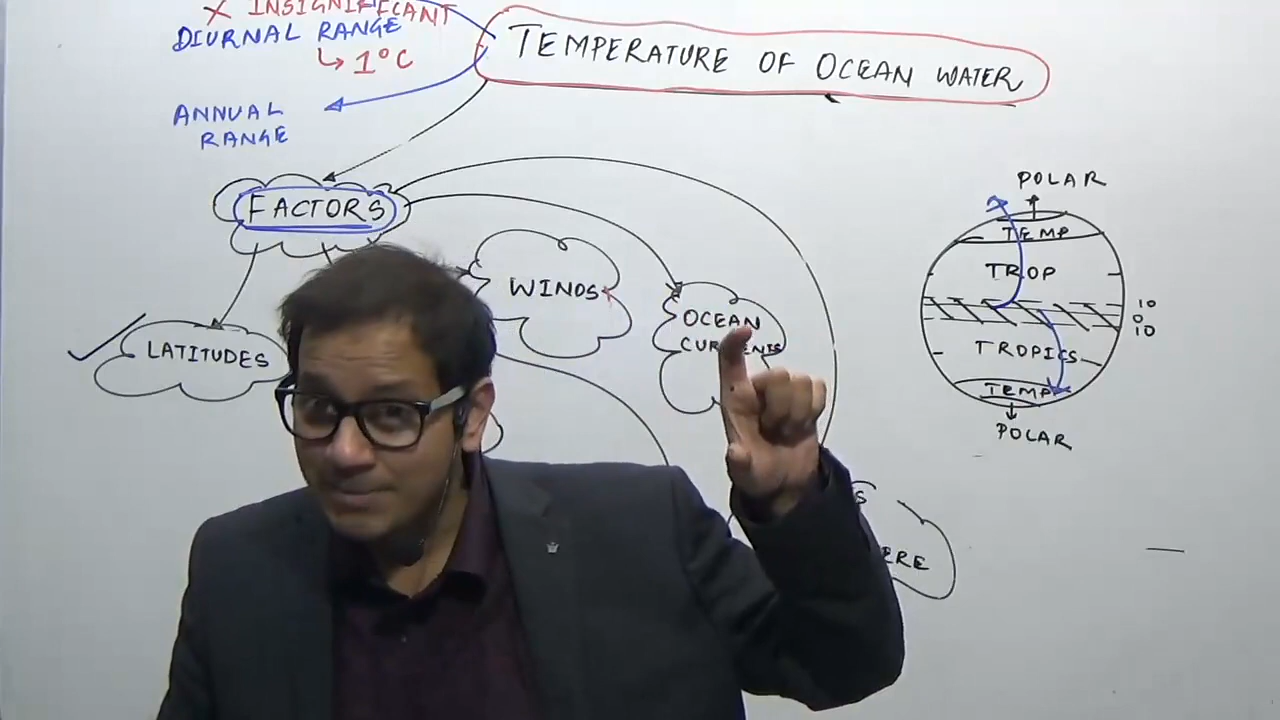 X INSIGNIFICANT
DIURNAL RANGE
↳ 1°C
TEMPERATURE OF OCEAN WATER
ANNUAL
RANGE
FACTORS
LATITUDES
WINDS
OCEAN
CURRENTS
POLAR
TEMP
TROP
10
0
10
TROPICS
TEMP
POLAR